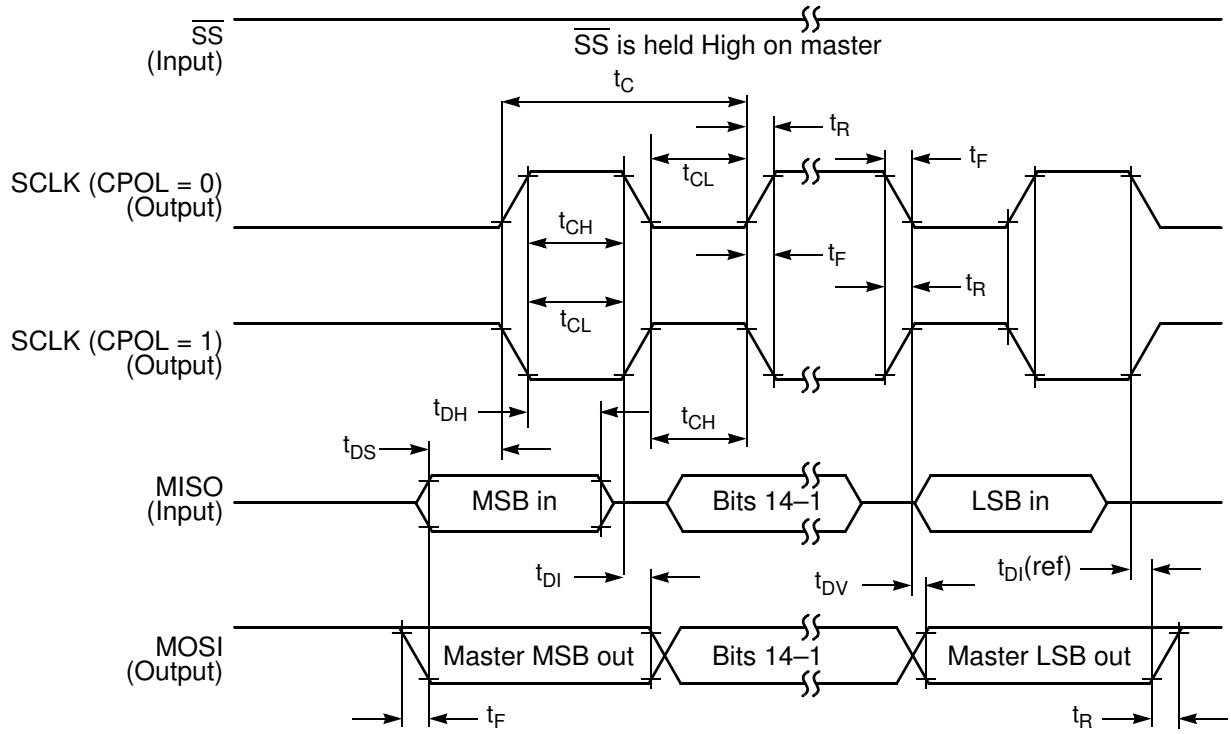 SS
(Input)
SS is held High on master
tC
tR
tF
SCLK (CPOL = 0)
(Output)
tCL
tCH
tF
tR
tCL
SCLK (CPOL = 1)
(Output)
tDH
tCH
tDS
MISO
(Input)
MSB in
Bits 14–1
LSB in
tDI
tDV
tDI(ref)
MOSI
(Output)
Master MSB out
Bits 14–1
Master LSB out
tF
tR